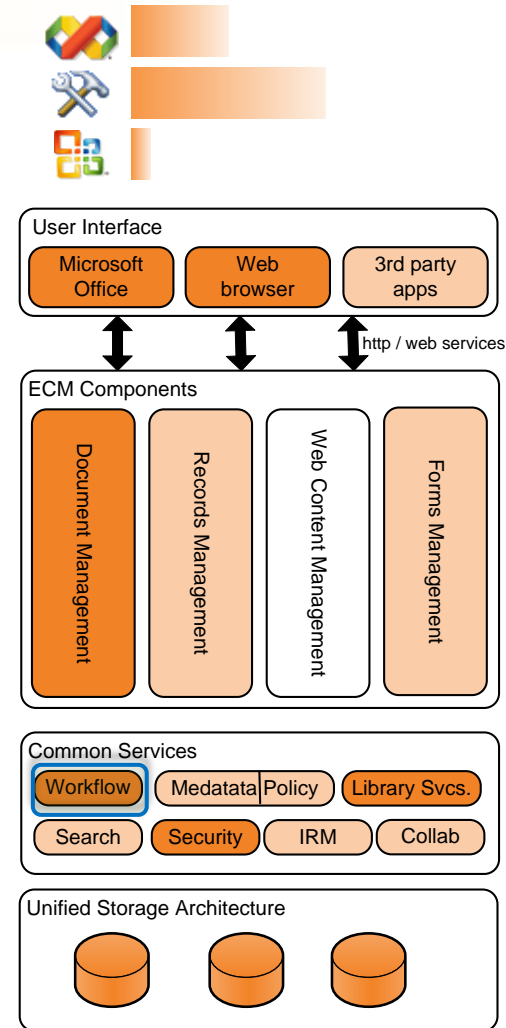 User Interface
Microsoft
Office
Web
browser
3rd party
apps
http / web services
ECM Components
Document Management
Records Management
Web Content Management
Forms Management
Common Services
Workflow
Medatata Policy
Library Svcs.
Search
Security
IRM
Collab
Unified Storage Architecture